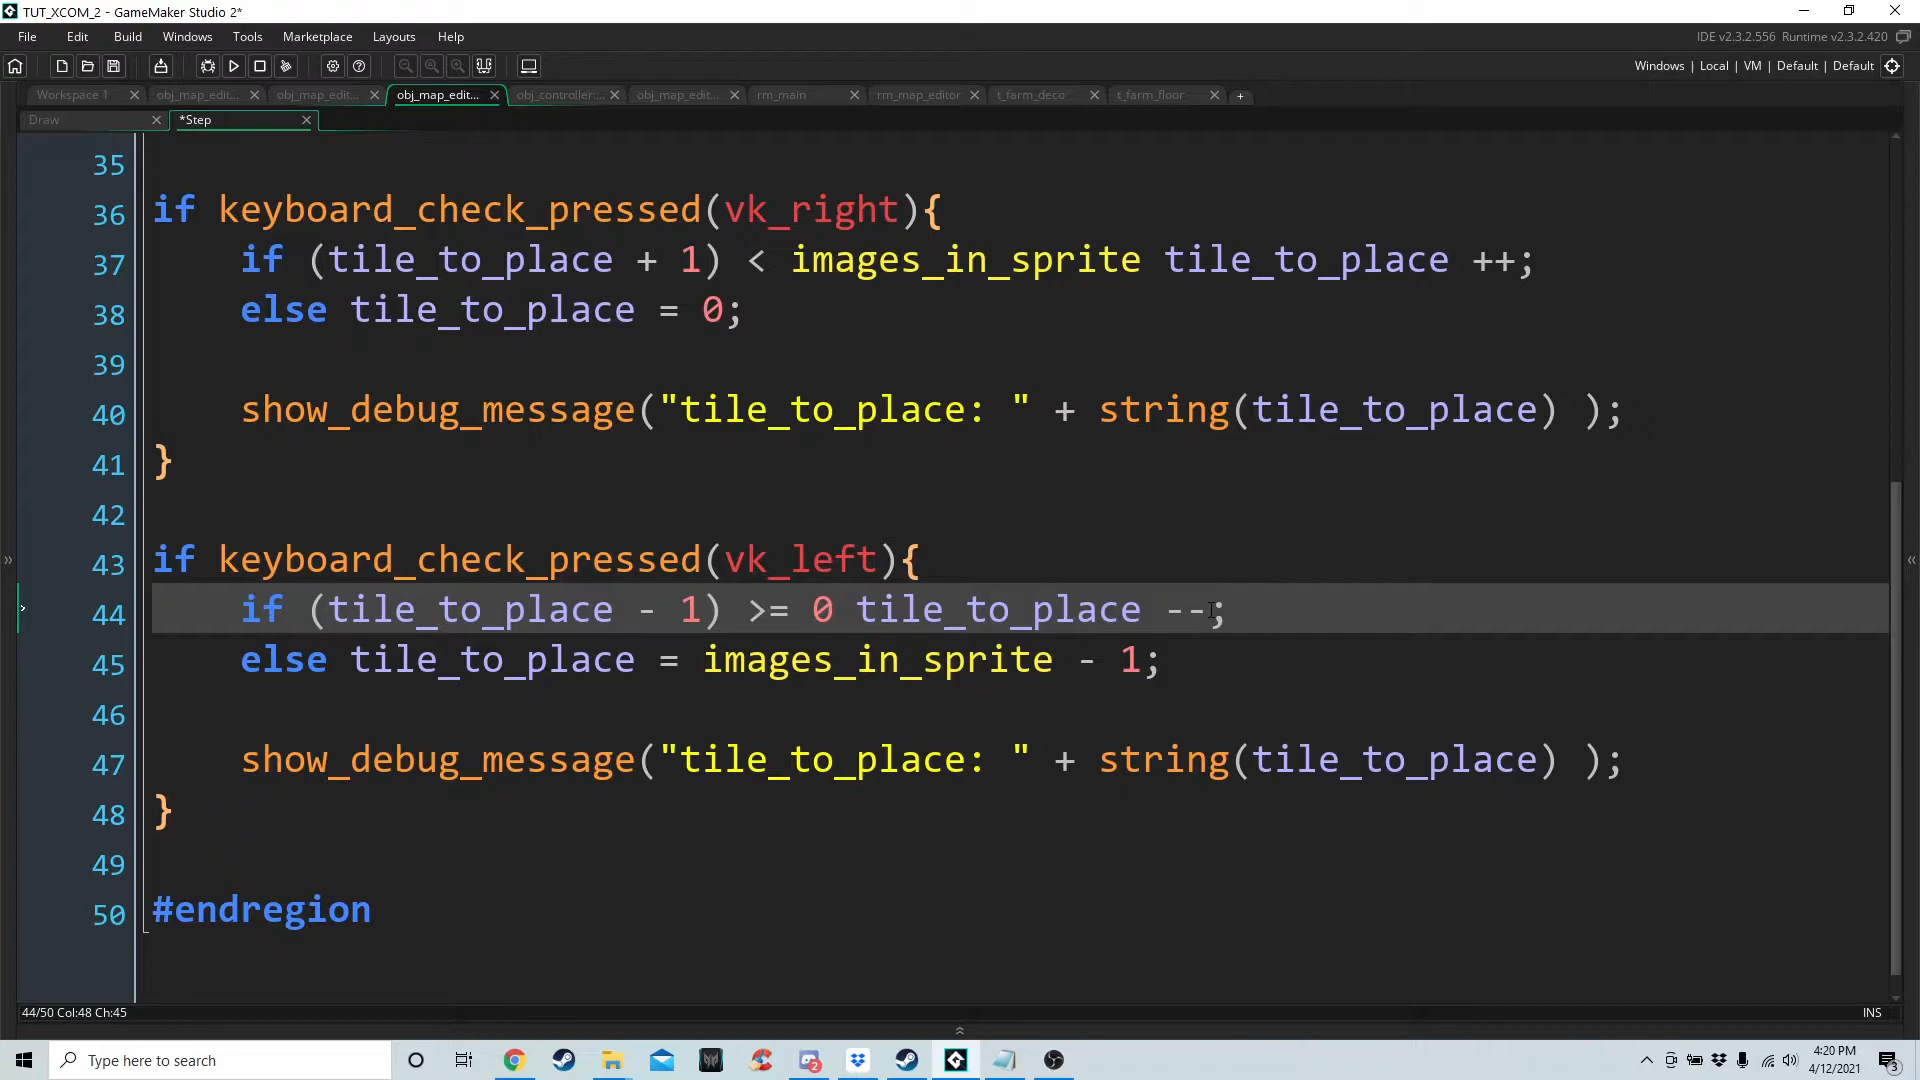 TUT_XCOM_2 - GameMaker Studio 2*
File Edit Build Windows Tools Marketplace Layouts Help
IDE v2.3.2.556 Runtime v2.3.2.420
Windows | Local | VM | Default | Default
Workspace 1 obj_map_edit... obj_map_edit... obj_map_edit... obj_controller:... obj_map_edit... rm_main rm_map_editor t_farm_deco t_farm_floor +
Draw *Step
35
36 if keyboard_check_pressed(vk_right){
37 if (tile_to_place + 1) < images_in_sprite tile_to_place ++;
38 else tile_to_place = 0;
39
40 show_debug_message("tile_to_place: " + string(tile_to_place) );
41 }
42
43 if keyboard_check_pressed(vk_left){
44 if (tile_to_place - 1) >= 0 tile_to_place --;
45 else tile_to_place = images_in_sprite - 1;
46
47 show_debug_message("tile_to_place: " + string(tile_to_place) );
48 }
49
50 #endregion
44/50 Col:48 Ch:45
INS
Type here to search
2
4:20 PM
4/12/2021
3